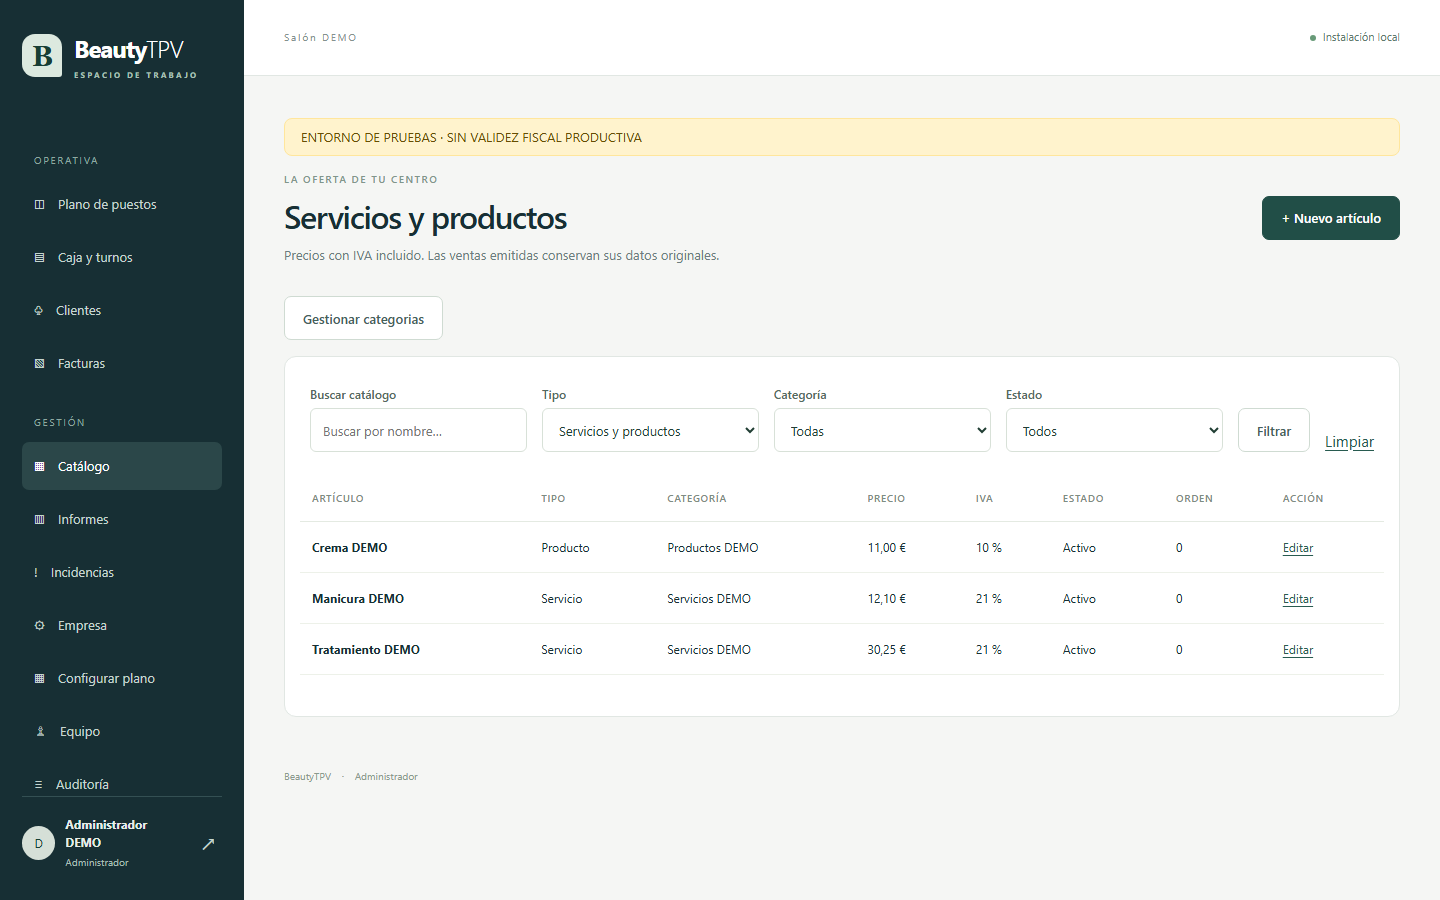 B
BeautyTPV
ESPACIO DE TRABAJO
OPERATIVA
Plano de puestos
Caja y turnos
Clientes
Facturas
GESTIÓN
Catálogo
Informes
! Incidencias
Empresa
Configurar plano
Equipo
Auditoría
D
Administrador
DEMO
Administrador
Salón DEMO
Instalación local
ENTORNO DE PRUEBAS · SIN VALIDEZ FISCAL PRODUCTIVA
LA OFERTA DE TU CENTRO
Servicios y productos
+ Nuevo artículo
Precios con IVA incluido. Las ventas emitidas conservan sus datos originales.
Gestionar categorias
Buscar catálogo Tipo Categoría Estado
Buscar por nombre... Servicios y productos Todas Todos Filtrar Limpiar
ARTÍCULO TIPO CATEGORÍA PRECIO IVA ESTADO ORDEN ACCIÓN
Crema DEMO Producto Productos DEMO 11,00 € 10 % Activo 0 Editar
Manicura DEMO Servicio Servicios DEMO 12,10 € 21 % Activo 0 Editar
Tratamiento DEMO Servicio Servicios DEMO 30,25 € 21 % Activo 0 Editar
BeautyTPV · Administrador